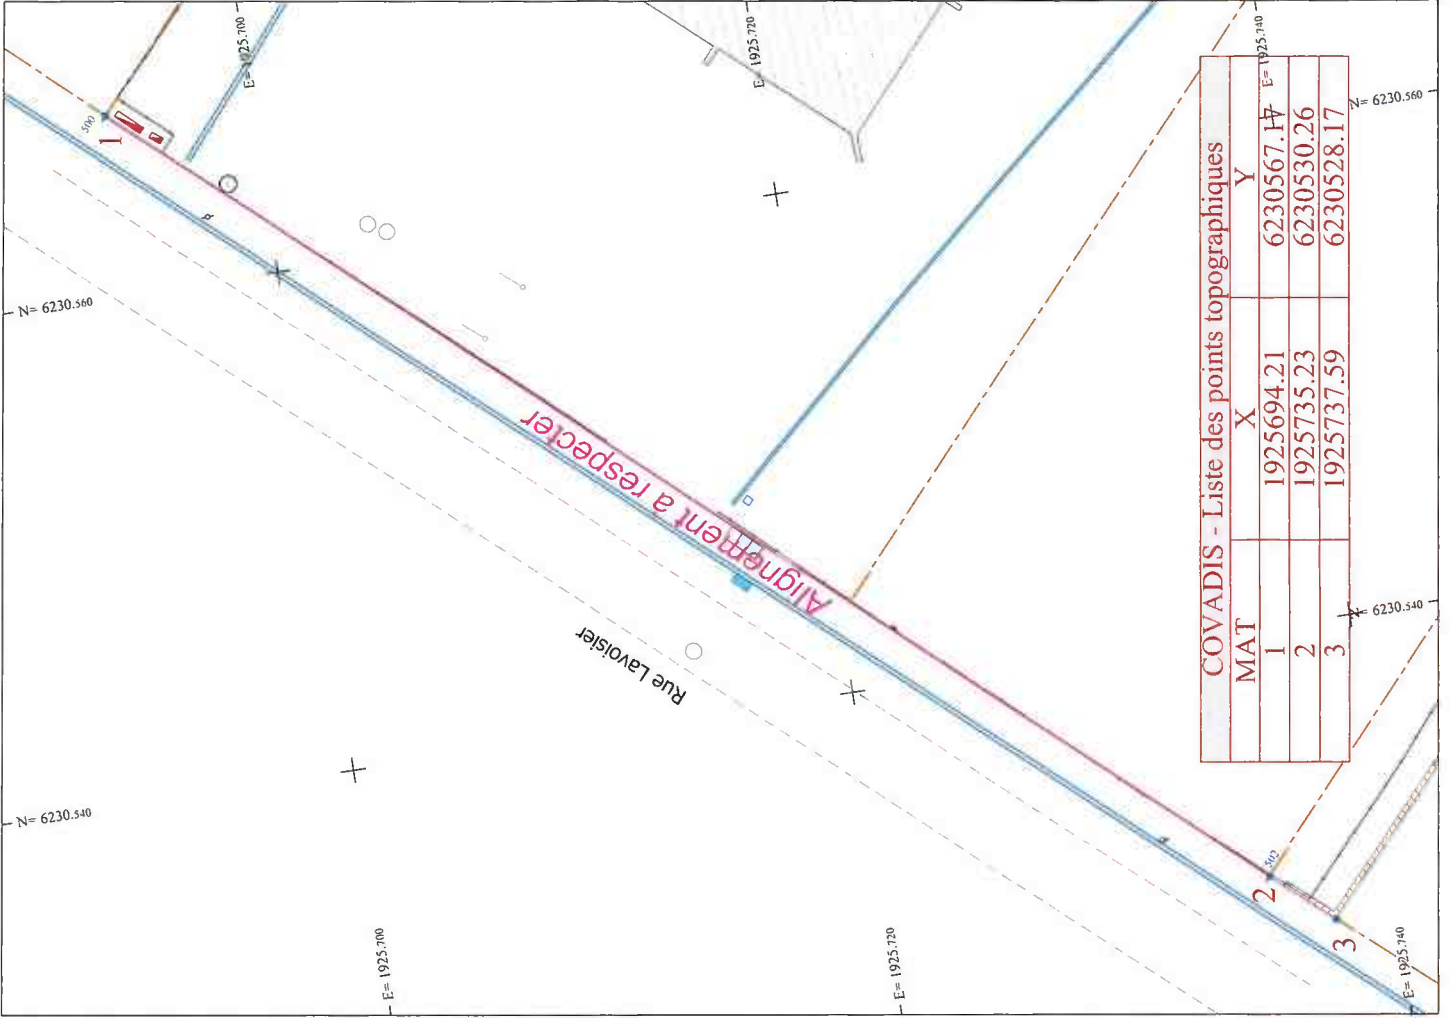 E= 1925.700
E= 1925.720
E= 1925.740
N= 6230.560
N= 6230.560
500
1
Alignement a respecter
Rue Lavoisier
N= 6230.540
N= 6230.540
502
2
3
E= 1925.700
E= 1925.720
E= 1925.740
COVADIS - Liste des points topographiques
MAT X Y
1 1925694.21 6230567.17
2 1925735.23 6230530.26
3 1925737.59 6230528.17